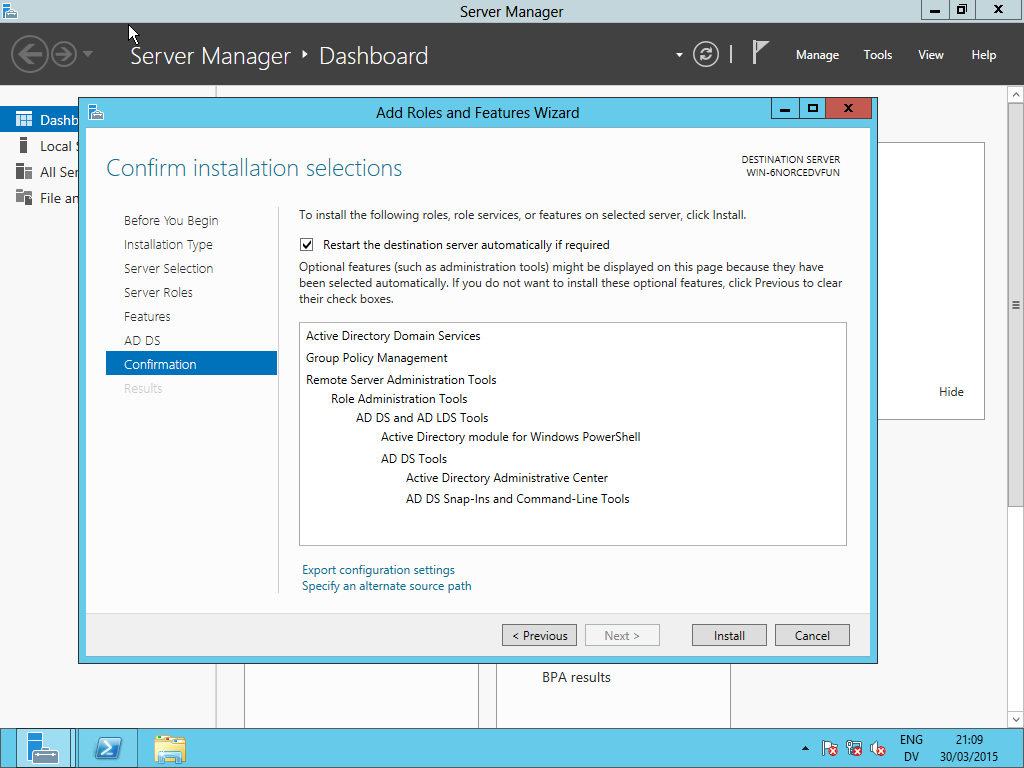 Server Manager
Server Manager ‣ Dashboard
Manage Tools View Help
Dashb
Local
All Ser
File an
Add Roles and Features Wizard
Confirm installation selections
DESTINATION SERVER
WIN-6NORCEDVFUN
Before You Begin
Installation Type
Server Selection
Server Roles
Features
AD DS
Confirmation
Results
To install the following roles, role services, or features on selected server, click Install.
Restart the destination server automatically if required
Optional features (such as administration tools) might be displayed on this page because they have
been selected automatically. If you do not want to install these optional features, click Previous to clear
their check boxes.
Active Directory Domain Services
Group Policy Management
Remote Server Administration Tools
Role Administration Tools
AD DS and AD LDS Tools
Active Directory module for Windows PowerShell
AD DS Tools
Active Directory Administrative Center
AD DS Snap-Ins and Command-Line Tools
Export configuration settings
Specify an alternate source path
< Previous Next > Install Cancel
Hide
BPA results
ENG 21:09
DV 30/03/2015